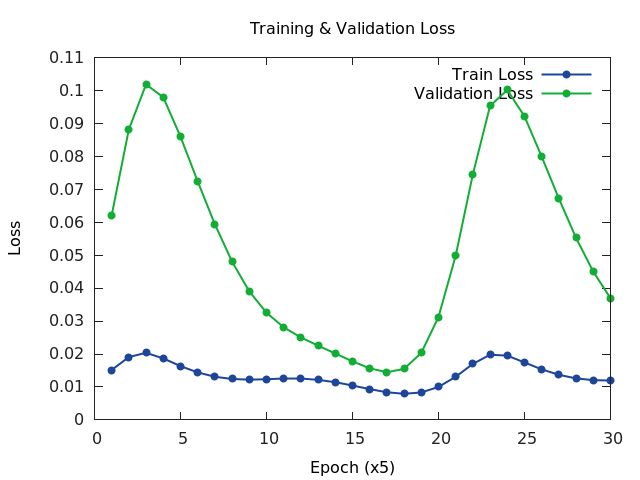 Training & Validation Loss
Train Loss
Validation Loss
0.11
0.1
0.09
0.08
0.07
0.06
0.05
0.04
0.03
0.02
0.01
0
Loss
0 5 10 15 20 25 30
Epoch (x5)